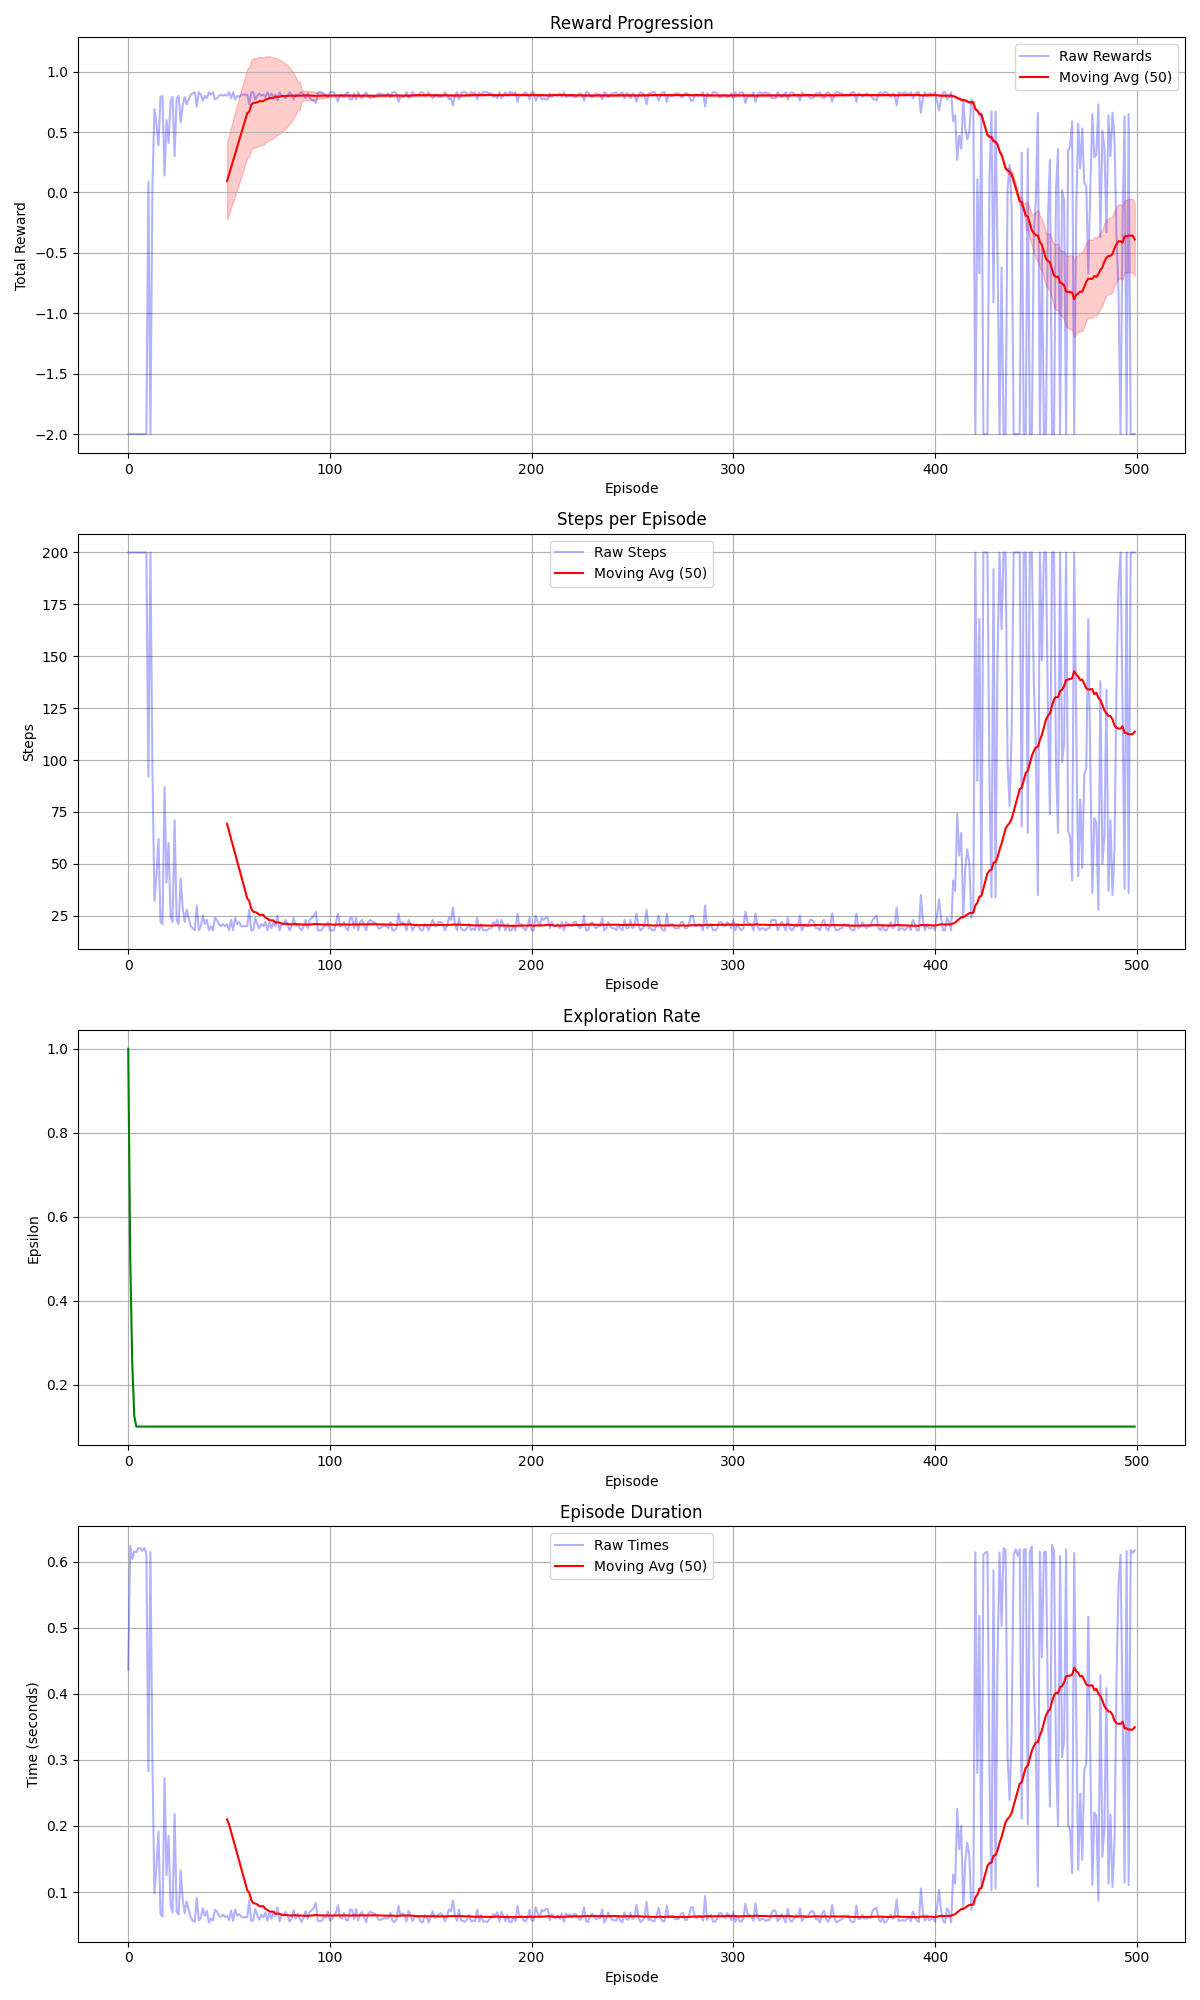 Reward Progression
Raw Rewards
Moving Avg (50)
Total Reward
1.0
0.5
0.0
−0.5
−1.0
−1.5
−2.0
0 100 200 300 400 500
Episode
Steps per Episode
Raw Steps
Moving Avg (50)
Steps
200
175
150
125
100
75
50
25
0 100 200 300 400 500
Episode
Exploration Rate
Epsilon
1.0
0.8
0.6
0.4
0.2
0 100 200 300 400 500
Episode
Episode Duration
Raw Times
Moving Avg (50)
Time (seconds)
0.6
0.5
0.4
0.3
0.2
0.1
0 100 200 300 400 500
Episode